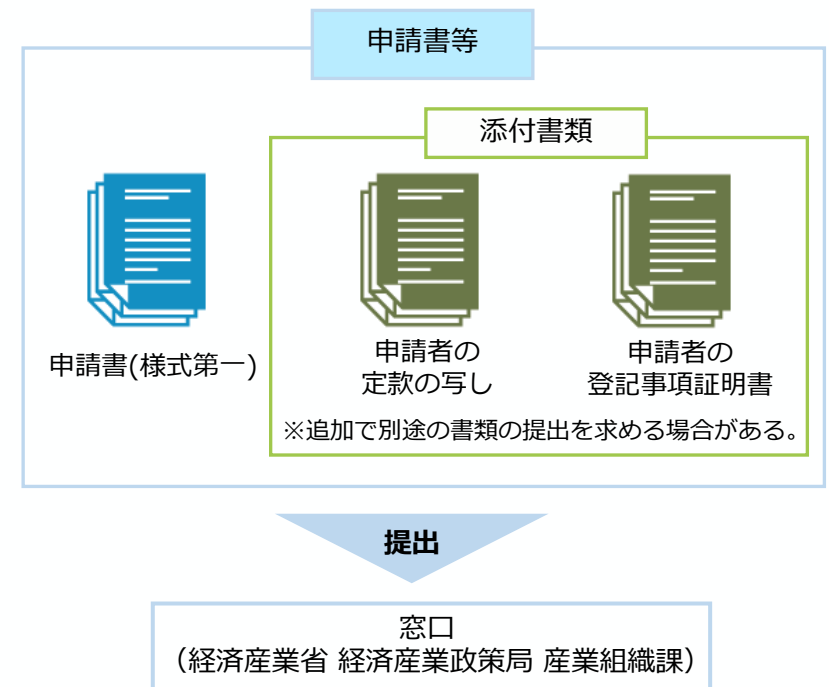 申請書等
添付書類
申請書(様式第一)
申請者の
定款の写し
申請者の
登記事項証明書
※追加で別途の書類の提出を求める場合がある。
提出
窓口
（経済産業省 経済産業政策局 産業組織課）